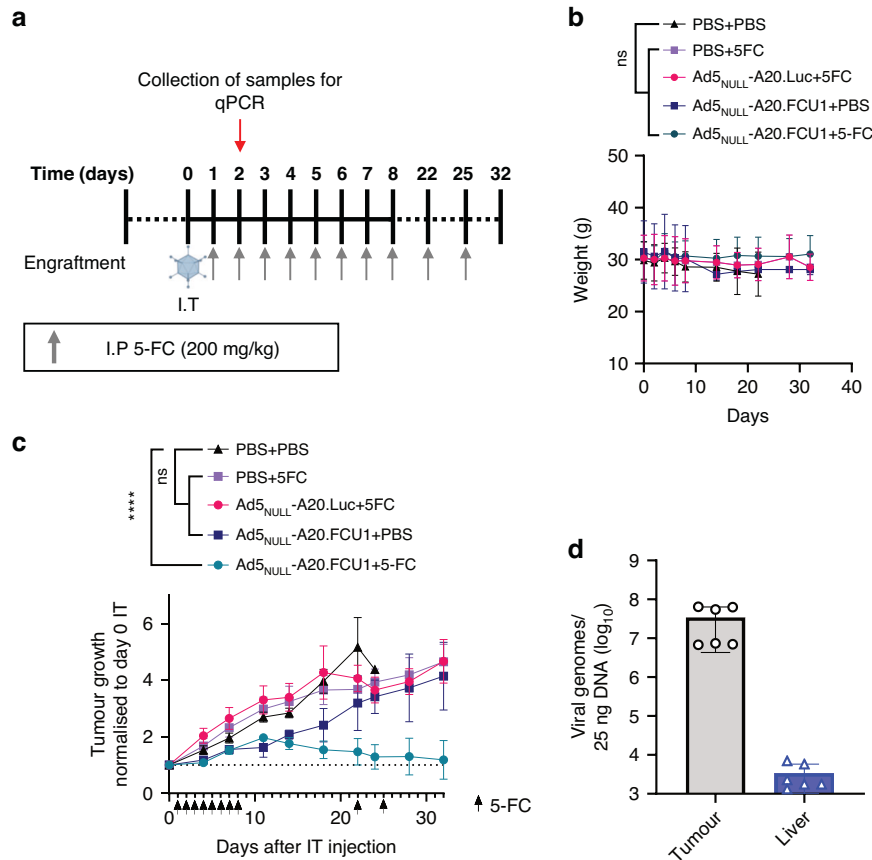 a
Collection of samples for
qPCR
Time (days) 0 1 2 3 4 5 6 7 8 22 25 32
Engraftment
I.T
I.P 5-FC (200 mg/kg)
b
ns
PBS+PBS
PBS+5FC
Ad5NULL-A20.Luc+5FC
Ad5NULL-A20.FCU1+PBS
Ad5NULL-A20.FCU1+5-FC
Weight (g)
50
40
30
20
10
0 10 20 30 40
Days
c
****
ns
PBS+PBS
PBS+5FC
Ad5NULL-A20.Luc+5FC
Ad5NULL-A20.FCU1+PBS
Ad5NULL-A20.FCU1+5-FC
Tumour growth
normalised to day 0 IT
6
4
2
0
0 10 20 30
5-FC
Days after IT injection
d
Viral genomes/
25 ng DNA (log10)
9
8
7
6
4
3
Tumour
Liver